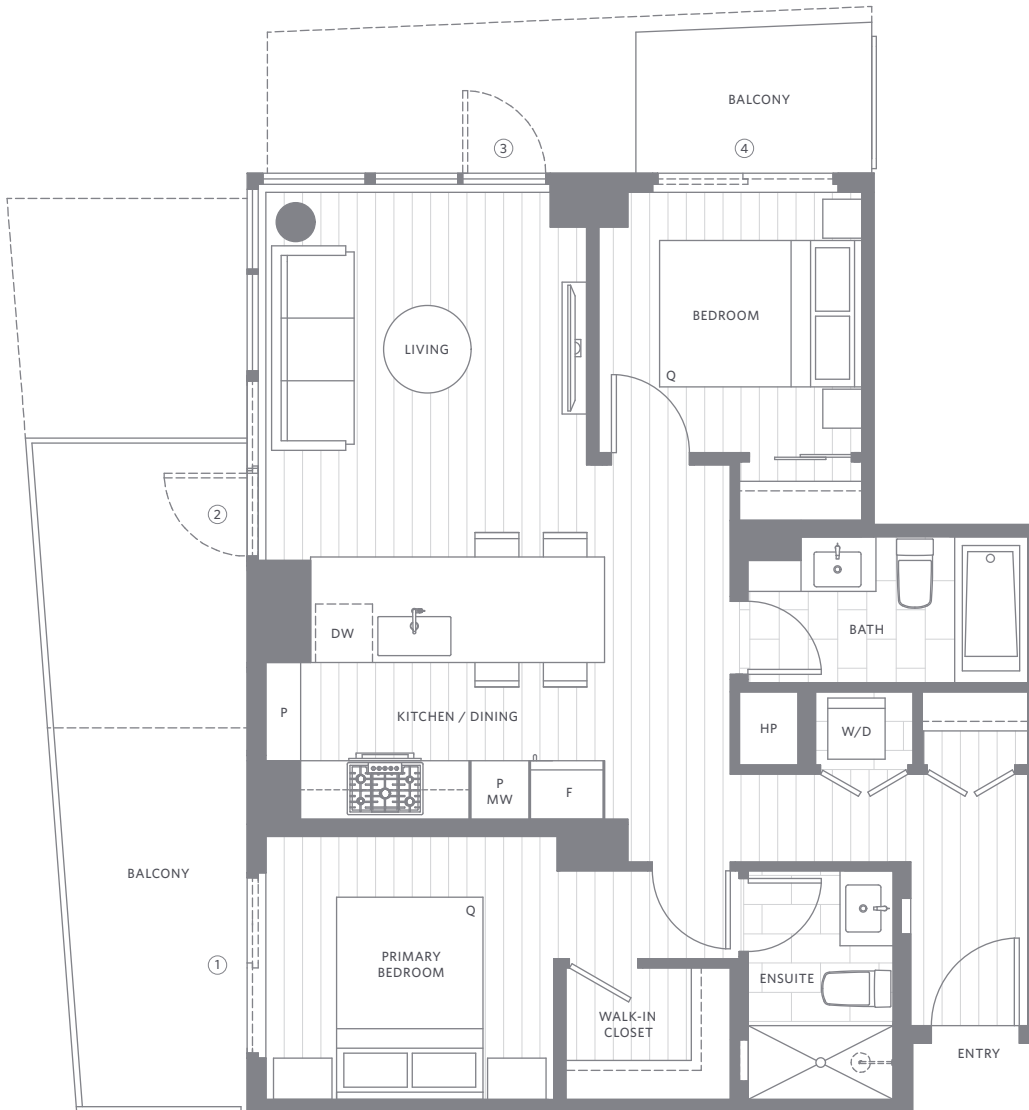 BALCONY
3
4
LIVING
BEDROOM
Q
2
DW
BATH
P
KITCHEN / DINING
HP
W/D
P
MW
F
BALCONY
Q
PRIMARY
BEDROOM
1
ENSUITE
WALK-IN
CLOSET
ENTRY